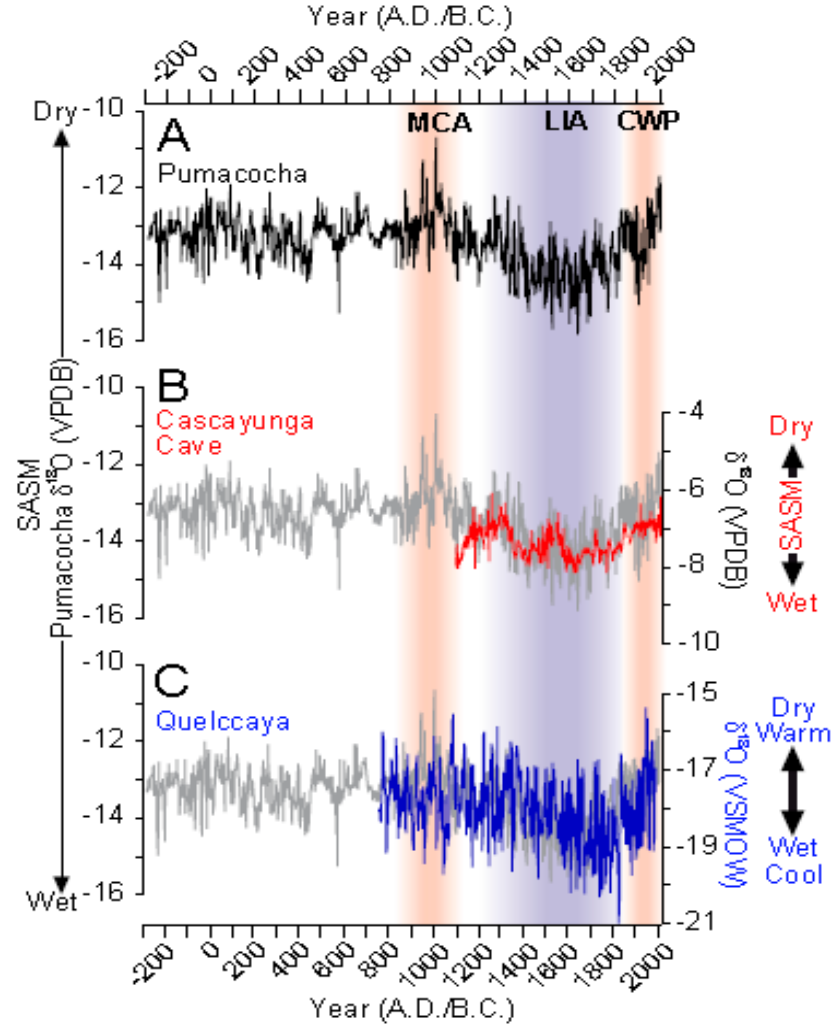 Year (A.D./B.C.)
-200 0 200 400 600 800 1000 1200 1400 1600 1800 2000
Dry
-10
-12
-14
-16
A
Pumacocha
MCA LIA CWP
SASM
Pumacocha δ¹⁸O (VPDB)
-10
-12
-14
-16
B
Cascayunga
Cave
-4
-6
-8
-10
δ¹⁸O (VPDB)
Dry
SASM
Wet
-10
-12
-14
-16
Wet
C
Quelccaya
-15
-17
-19
-21
δ¹⁸O (VSMOW)
Dry
Warm
Wet
Cool
-200 0 200 400 600 800 1000 1200 1400 1600 1800 2000
Year (A.D./B.C.)